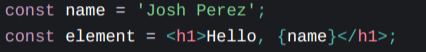 const name = 'Josh Perez';
const element = <h1>Hello, {name}</h1>;